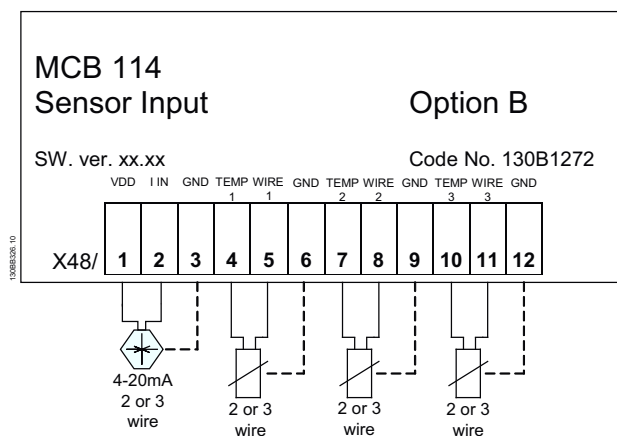 MCB 114
Sensor Input
Option B
SW. ver. xx.xx
Code No. 130B1272
VDD I IN GND TEMP 1 WIRE 1 GND TEMP 2 WIRE 2 GND TEMP 3 WIRE 3 GND
X48/ 1 2 3 4 5 6 7 8 9 10 11 12
130BB326.10
4-20mA
2 or 3
wire
2 or 3
wire
2 or 3
wire
2 or 3
wire